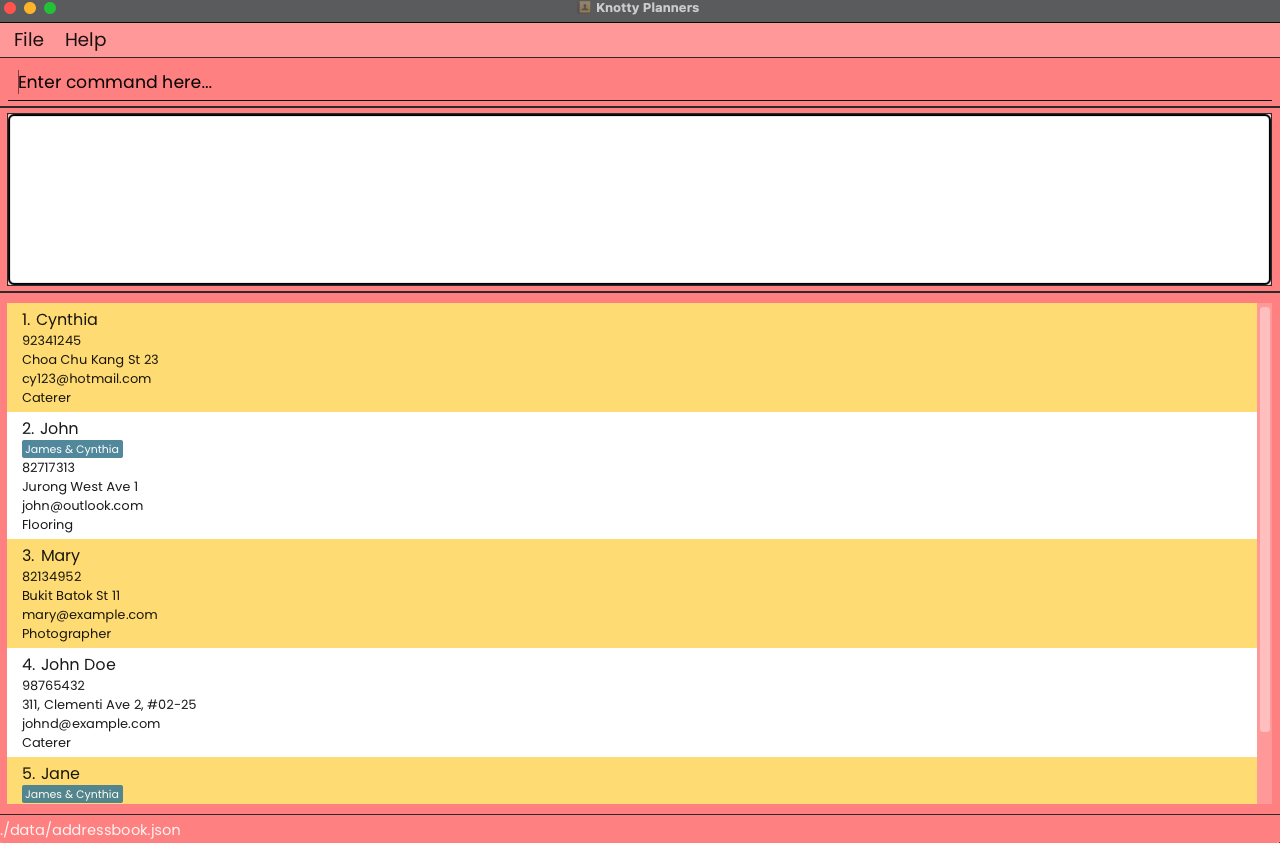 Knotty Planners
File Help
Enter command here...
1. Cynthia
92341245
Choa Chu Kang St 23
cy123@hotmail.com
Caterer
2. John
James & Cynthia
82717313
Jurong West Ave 1
john@outlook.com
Flooring
3. Mary
82134952
Bukit Batok St 11
mary@example.com
Photographer
4. John Doe
98765432
311, Clementi Ave 2, #02-25
johnd@example.com
Caterer
5. Jane
James & Cynthia
./data/addressbook.json